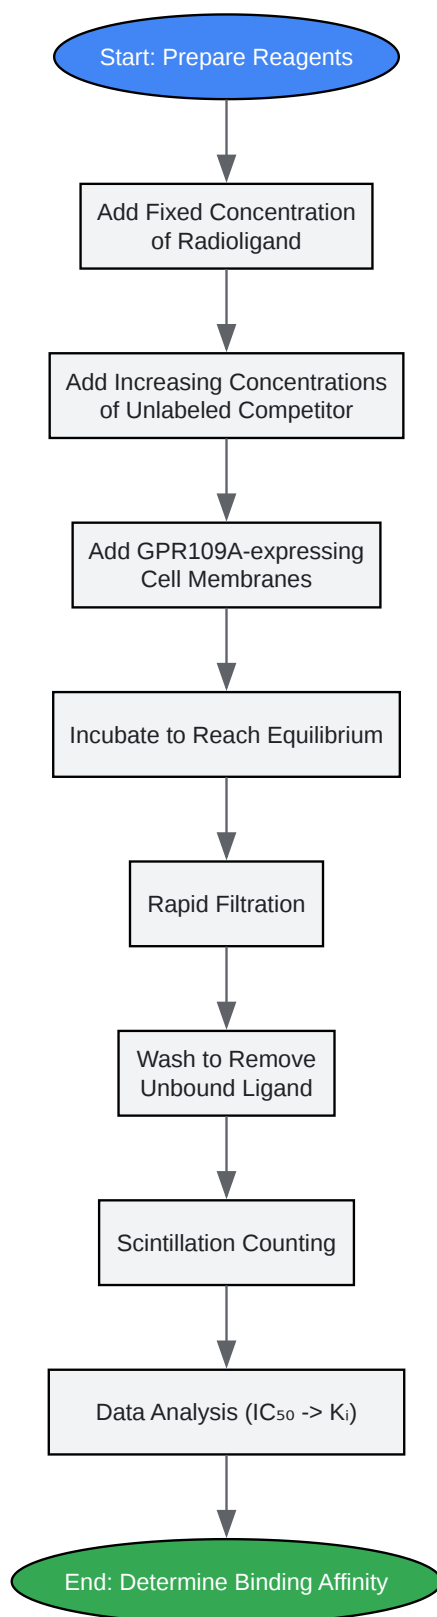 Start: Prepare Reagents
Add Fixed Concentration
of Radioligand
Add Increasing Concentrations
of Unlabeled Competitor
Add GPR109A-expressing
Cell Membranes
Incubate to Reach Equilibrium
Rapid Filtration
Wash to Remove
Unbound Ligand
Scintillation Counting
Data Analysis (IC₅₀ -> Kᵢ)
End: Determine Binding Affinity